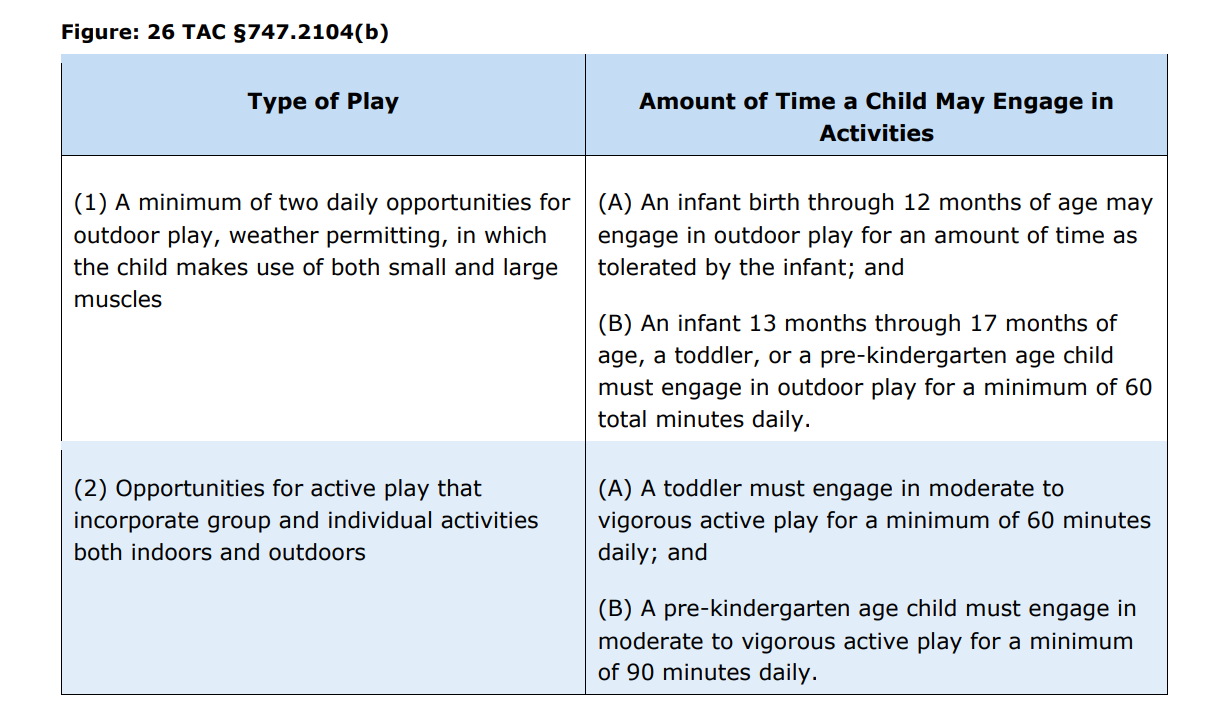 Figure: 26 TAC §747.2104(b)
Type of Play
Amount of Time a Child May Engage in
Activities
(1) A minimum of two daily opportunities for
outdoor play, weather permitting, in which
the child makes use of both small and large
muscles
(A) An infant birth through 12 months of age may
engage in outdoor play for an amount of time as
tolerated by the infant; and
(B) An infant 13 months through 17 months of
age, a toddler, or a pre-kindergarten age child
must engage in outdoor play for a minimum of 60
total minutes daily.
(2) Opportunities for active play that
incorporate group and individual activities
both indoors and outdoors
(A) A toddler must engage in moderate to
vigorous active play for a minimum of 60 minutes
daily; and
(B) A pre-kindergarten age child must engage in
moderate to vigorous active play for a minimum
of 90 minutes daily.